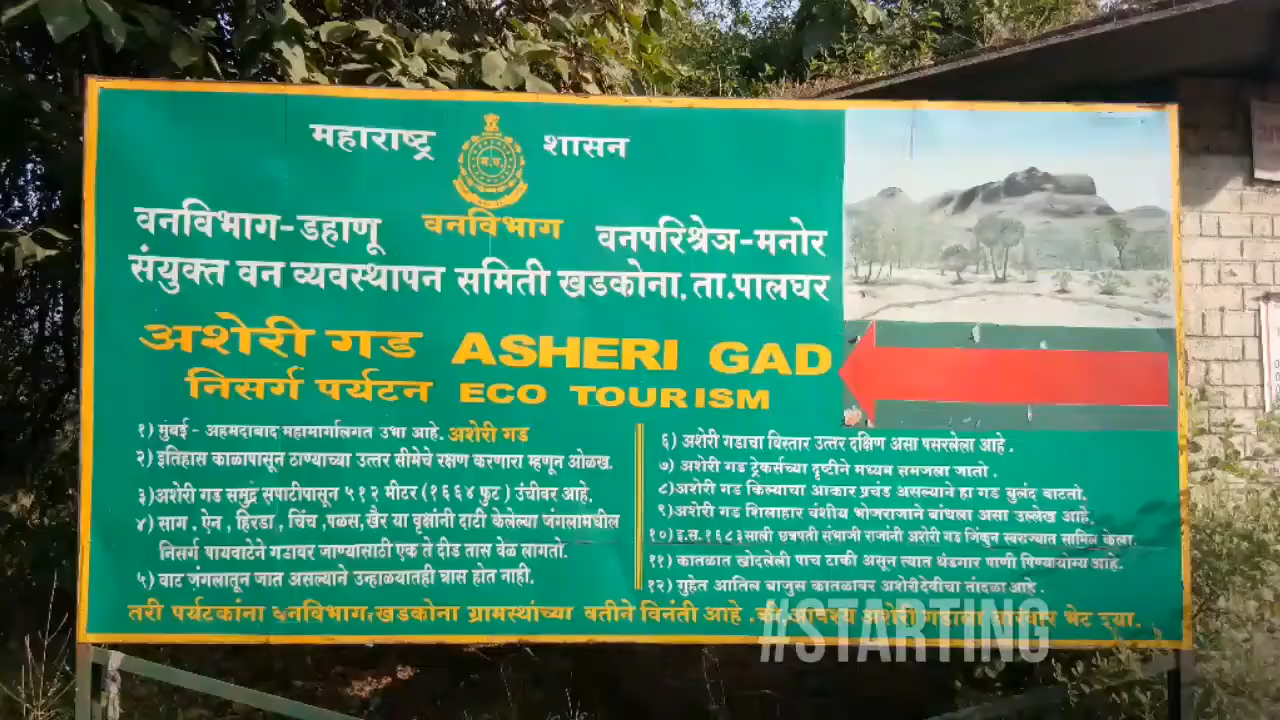 महाराष्ट्र शासन
म.व.
वनविभाग-डहाणू वनविभाग वनपरिश्रेञ-मनोर
संयुक्त वन व्यवस्थापन समिती खडकोना.ता.पालघर
अशेरी गड ASHERI GAD
निसर्ग पर्यटन ECO TOURISM
१) मुंबई - अहमदाबाद महामार्गालगत उभा आहे. अशेरी गड
२) इतिहास काळापासून ठाण्याच्या उत्तर सीमेचे रक्षण करणारा म्हणून ओळख.
३)अशेरी गड समुद्र सपाटीपासून ५१२ मीटर (१६६४ फुट) उंचीवर आहे.
४) साग, ऐन, हिरडा, चिंच, पळस,खैर या वृक्षांनी दाटी केलेल्या जंगलामधील
निसर्ग पायवाटेने गडावर जाण्यासाठी एक ते दीड तास वेळ लागतो.
५) वाट जंगलातून जात असल्याने उन्हाळयातही त्रास होत नाही.
६) अशेरी गडाचा विस्तार उत्तर दक्षिण असा पसरलेला आहे.
७) अशेरी गड ट्रेकर्सच्या दृष्टीने मध्यम समजला जातो.
८)अशेरी गड किल्याचा आकार प्रचंड असल्याने हा गड बुलंद वाटतो.
९)अशेरी गड शिलाहार वंशीय भोजराजाने बांधला असा उल्लेख आहे.
१०) इ.स.१६८३साली छत्रपती संभाजी राजांनी अशेरी गड जिंकुन स्वराज्यात सामिल केला.
११) कातळात खोदलेली पाच टाकी असून त्यात थंडगार पाणी पिण्यायोग्य आहे.
१२) गुहेत आतिल बाजुस कातळावर अशेरीदेवीचा तांदळा आहे.
तरी पर्यटकांना वनविभाग,खडकोना ग्रामस्थांच्या वतीने विनंती आहे. अशेरी गडाला वारंवार भेट दया.
#STARTING